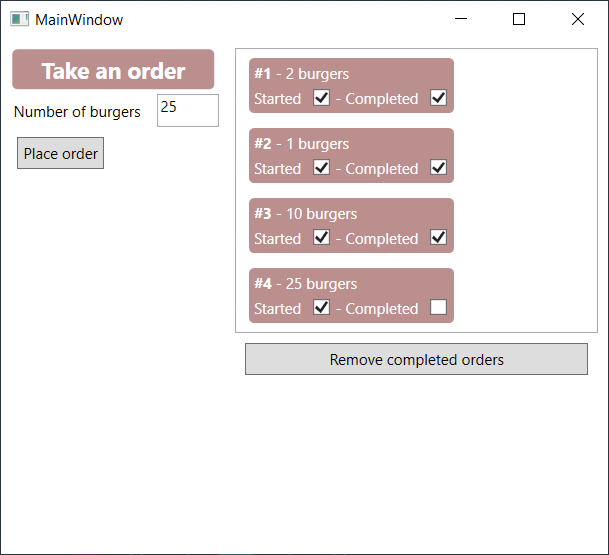 MainWindow
Take an order
Number of burgers 25
Place order
#1 - 2 burgers
Started - Completed
#2 - 1 burgers
Started - Completed
#3 - 10 burgers
Started - Completed
#4 - 25 burgers
Started - Completed
Remove completed orders